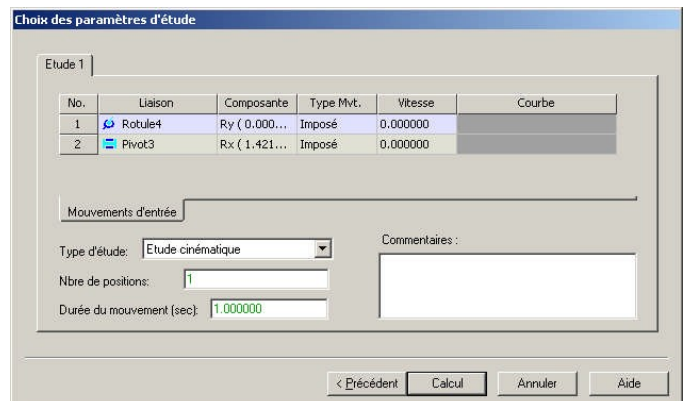 Choix des paramètres d'étude
Etude 1
No. Liaison Composante Type Mvt. Vitesse Courbe
1 Rotule4 Ry ( 0.000... Imposé 0.000000
2 Pivot3 Rx ( 1.421... Imposé 0.000000
Mouvements d'entrée
Type d'étude: Etude cinématique
Commentaires :
Nbre de positions: 1
Durée du mouvement (sec): 1.000000
< Précédent Calcul Annuler Aide